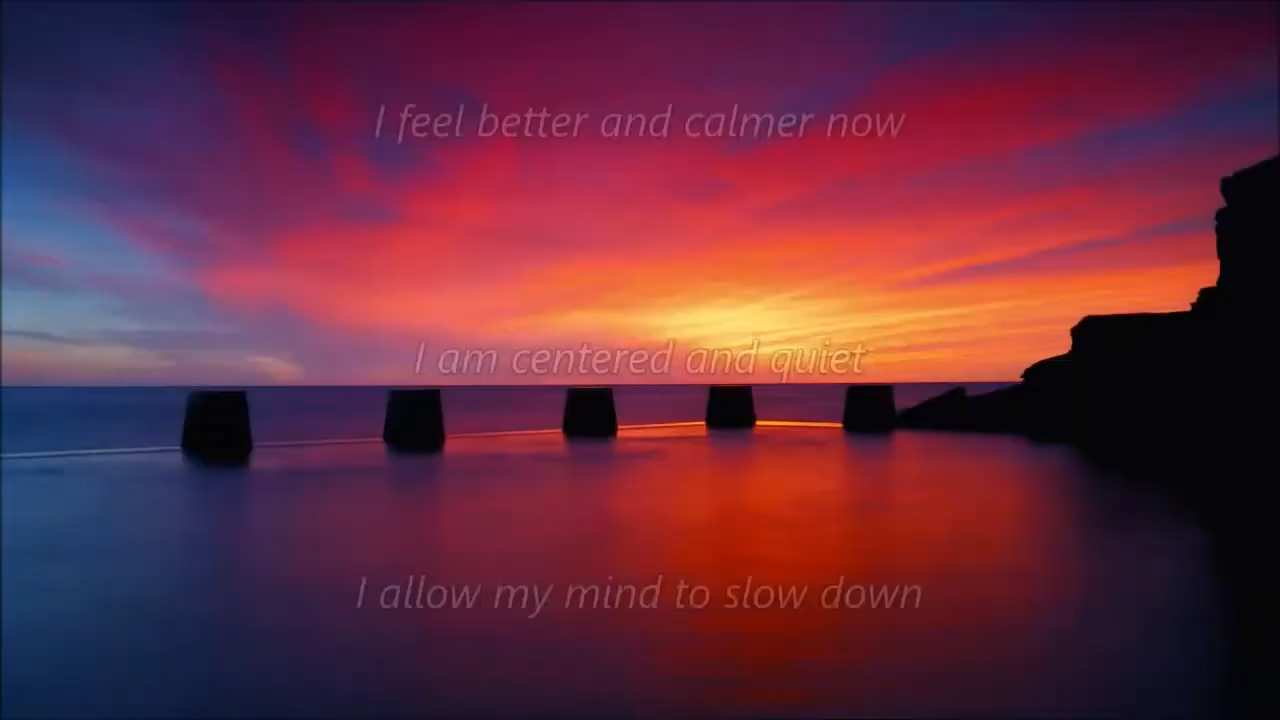 I feel better and calmer now
I am centered and quiet
I allow my mind to slow down